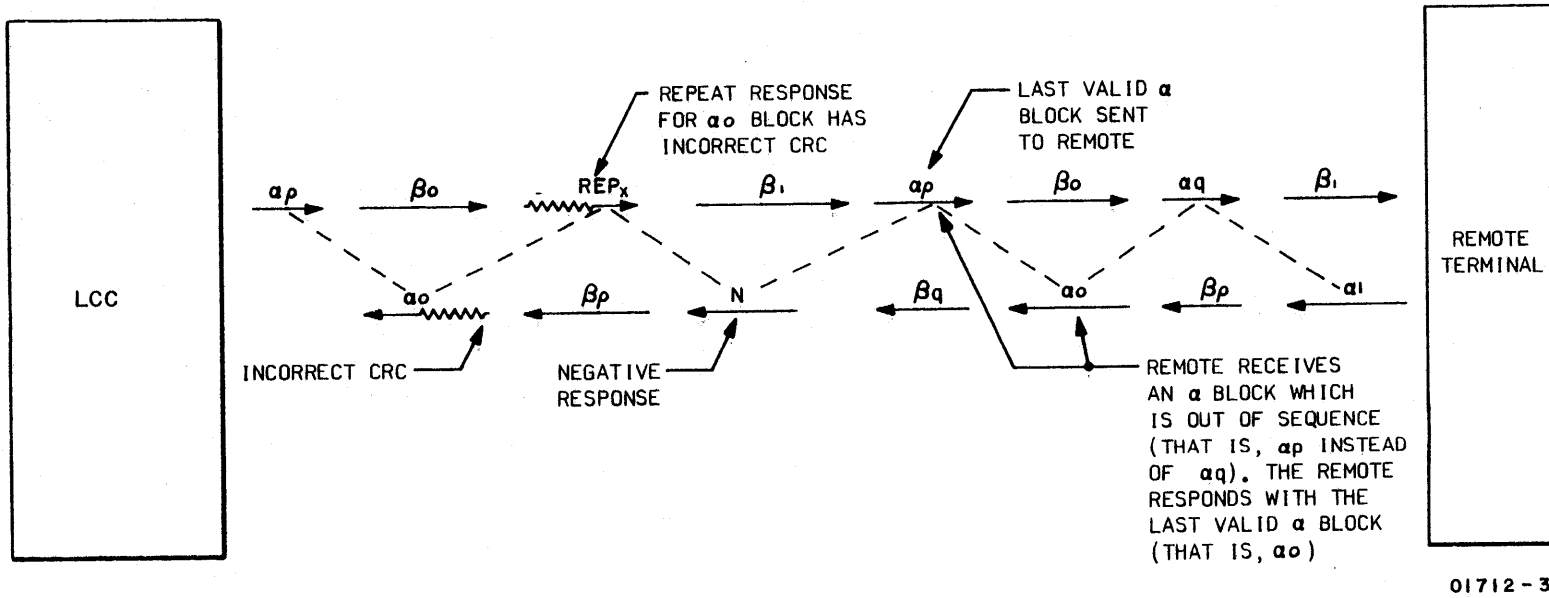 REPEAT RESPONSE
FOR αo BLOCK HAS
INCORRECT CRC
LAST VALID α
BLOCK SENT
TO REMOTE
αρ βo REPx βı αρ βo αq βı
LCC
REMOTE
TERMINAL
αo βρ N βq αo βρ αı
INCORRECT CRC
NEGATIVE
RESPONSE
REMOTE RECEIVES
AN α BLOCK WHICH
IS OUT OF SEQUENCE
(THAT IS, αp INSTEAD
OF αq). THE REMOTE
RESPONDS WITH THE
LAST VALID α BLOCK
(THAT IS, αo)
01712-3